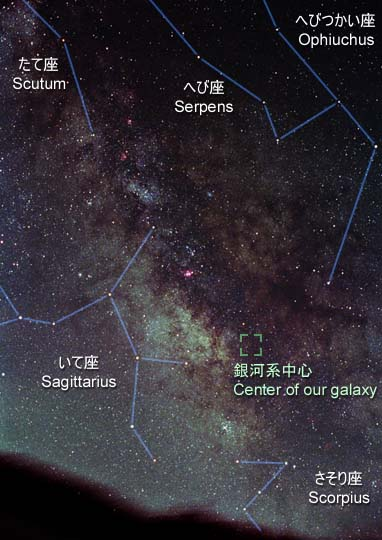 へびつかい座
Ophiuchus
たて座
Scutum
へび座
Serpens
銀河系中心
Center of our galaxy
いて座
Sagittarius
さそり座
Scorpius